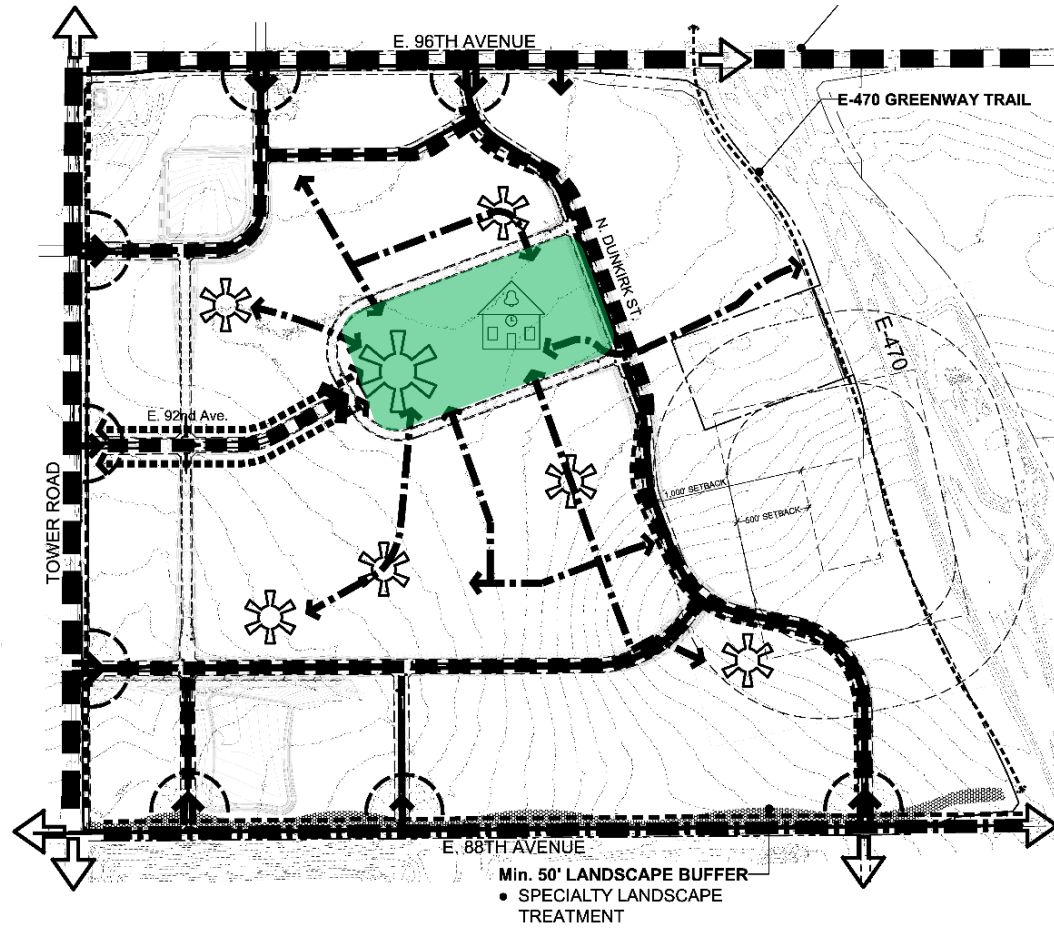 E. 96TH AVENUE
E-470 GREENWAY TRAIL
N. DUNKIRK ST.
E-470
E. 92nd Ave.
TOWER ROAD
1,000' SETBACK
500' SETBACK
E. 88TH AVENUE
Min. 50' LANDSCAPE BUFFER
• SPECIALTY LANDSCAPE
TREATMENT